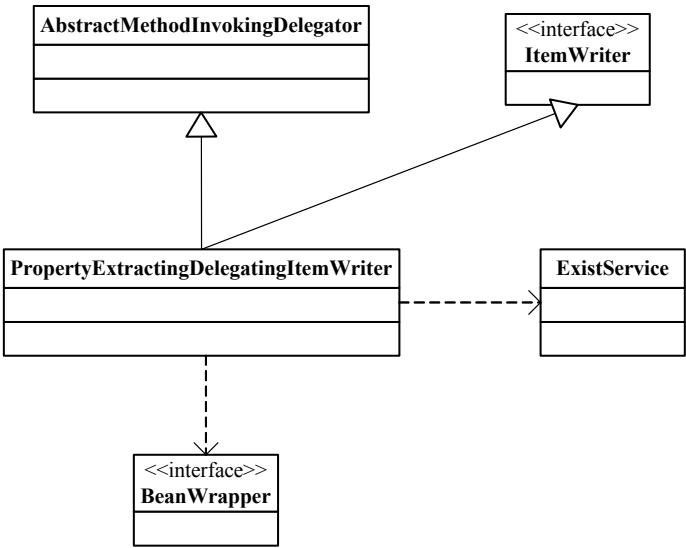 AbstractMethodInvokingDelegator
<<interface>>
ItemWriter
PropertyExtractingDelegatingItemWriter
ExistService
<<interface>>
BeanWrapper